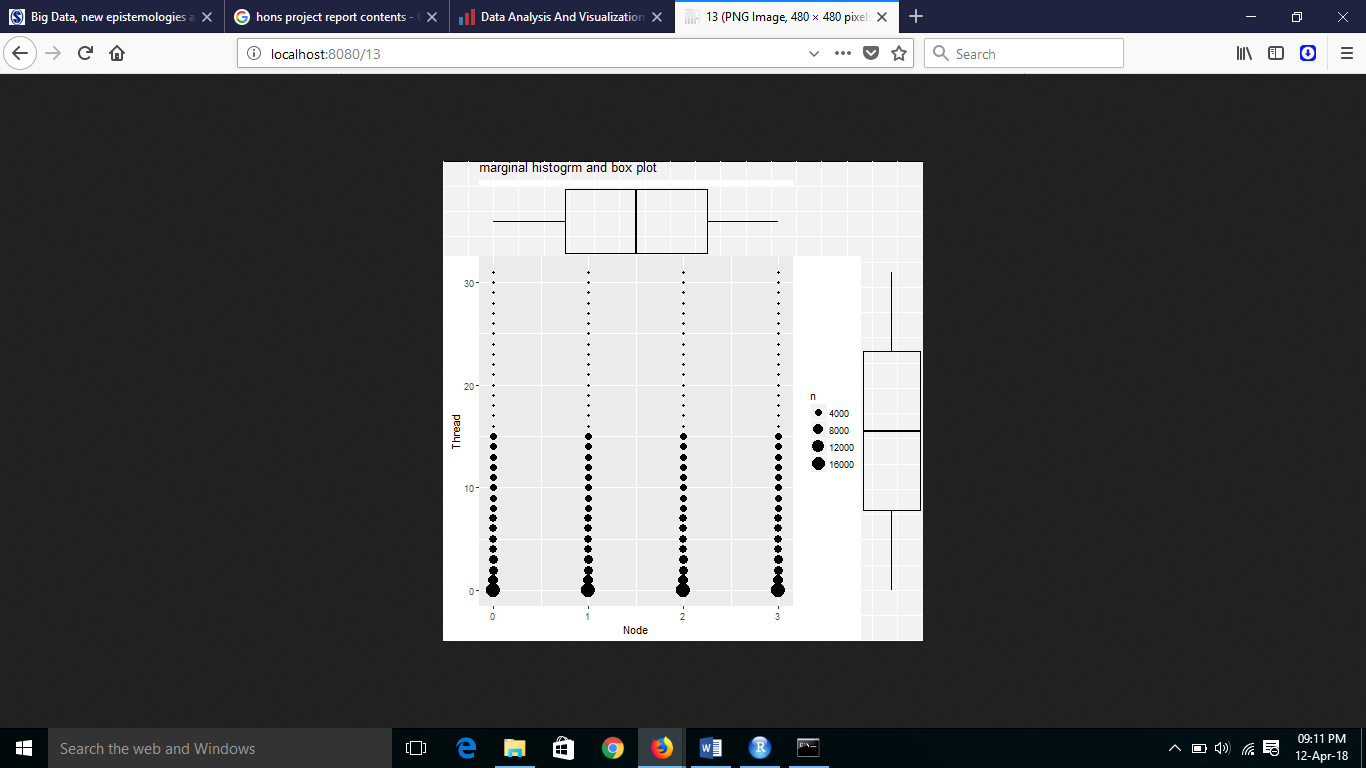 Big Data, new epistemologies a
hons project report contents - G
Data Analysis And Visualization
13 (PNG Image, 480 × 480 pixels
localhost:8080/13
Search
marginal histogrm and box plot
30
20
10
0
Thread
0 1 2 3
Node
n
4000
8000
12000
16000
Search the web and Windows
09:11 PM
12-Apr-18